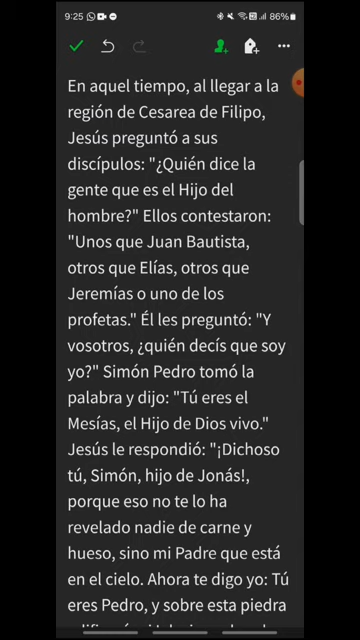 9:25
86%
En aquel tiempo, al llegar a la
región de Cesarea de Filipo,
Jesús preguntó a sus
discípulos: "¿Quién dice la
gente que es el Hijo del
hombre?" Ellos contestaron:
"Unos que Juan Bautista,
otros que Elías, otros que
Jeremías o uno de los
profetas." Él les preguntó: "Y
vosotros, ¿quién decís que soy
yo?" Simón Pedro tomó la
palabra y dijo: "Tú eres el
Mesías, el Hijo de Dios vivo."
Jesús le respondió: "¡Dichoso
tú, Simón, hijo de Jonás!,
porque eso no te lo ha
revelado nadie de carne y
hueso, sino mi Padre que está
en el cielo. Ahora te digo yo: Tú
eres Pedro, y sobre esta piedra